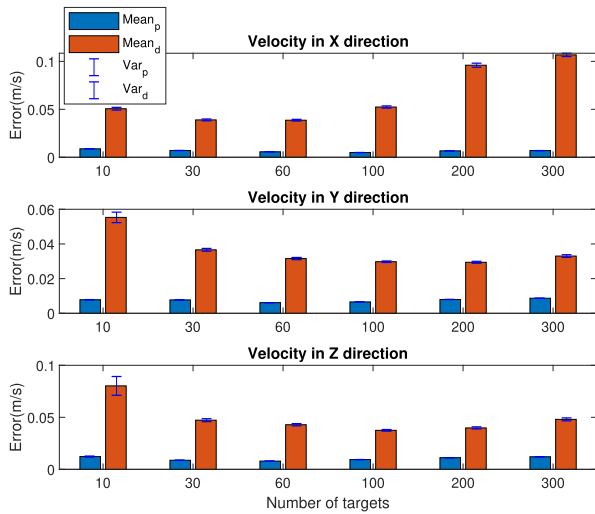 Mean_p
Mean_d
Var_p
Var_d
Velocity in X direction
Error(m/s)
0.1
0.05
0
10 30 60 100 200 300
Velocity in Y direction
Error(m/s)
0.06
0.04
0.02
0
10 30 60 100 200 300
Velocity in Z direction
Error(m/s)
0.1
0.05
0
10 30 60 100 200 300
Number of targets